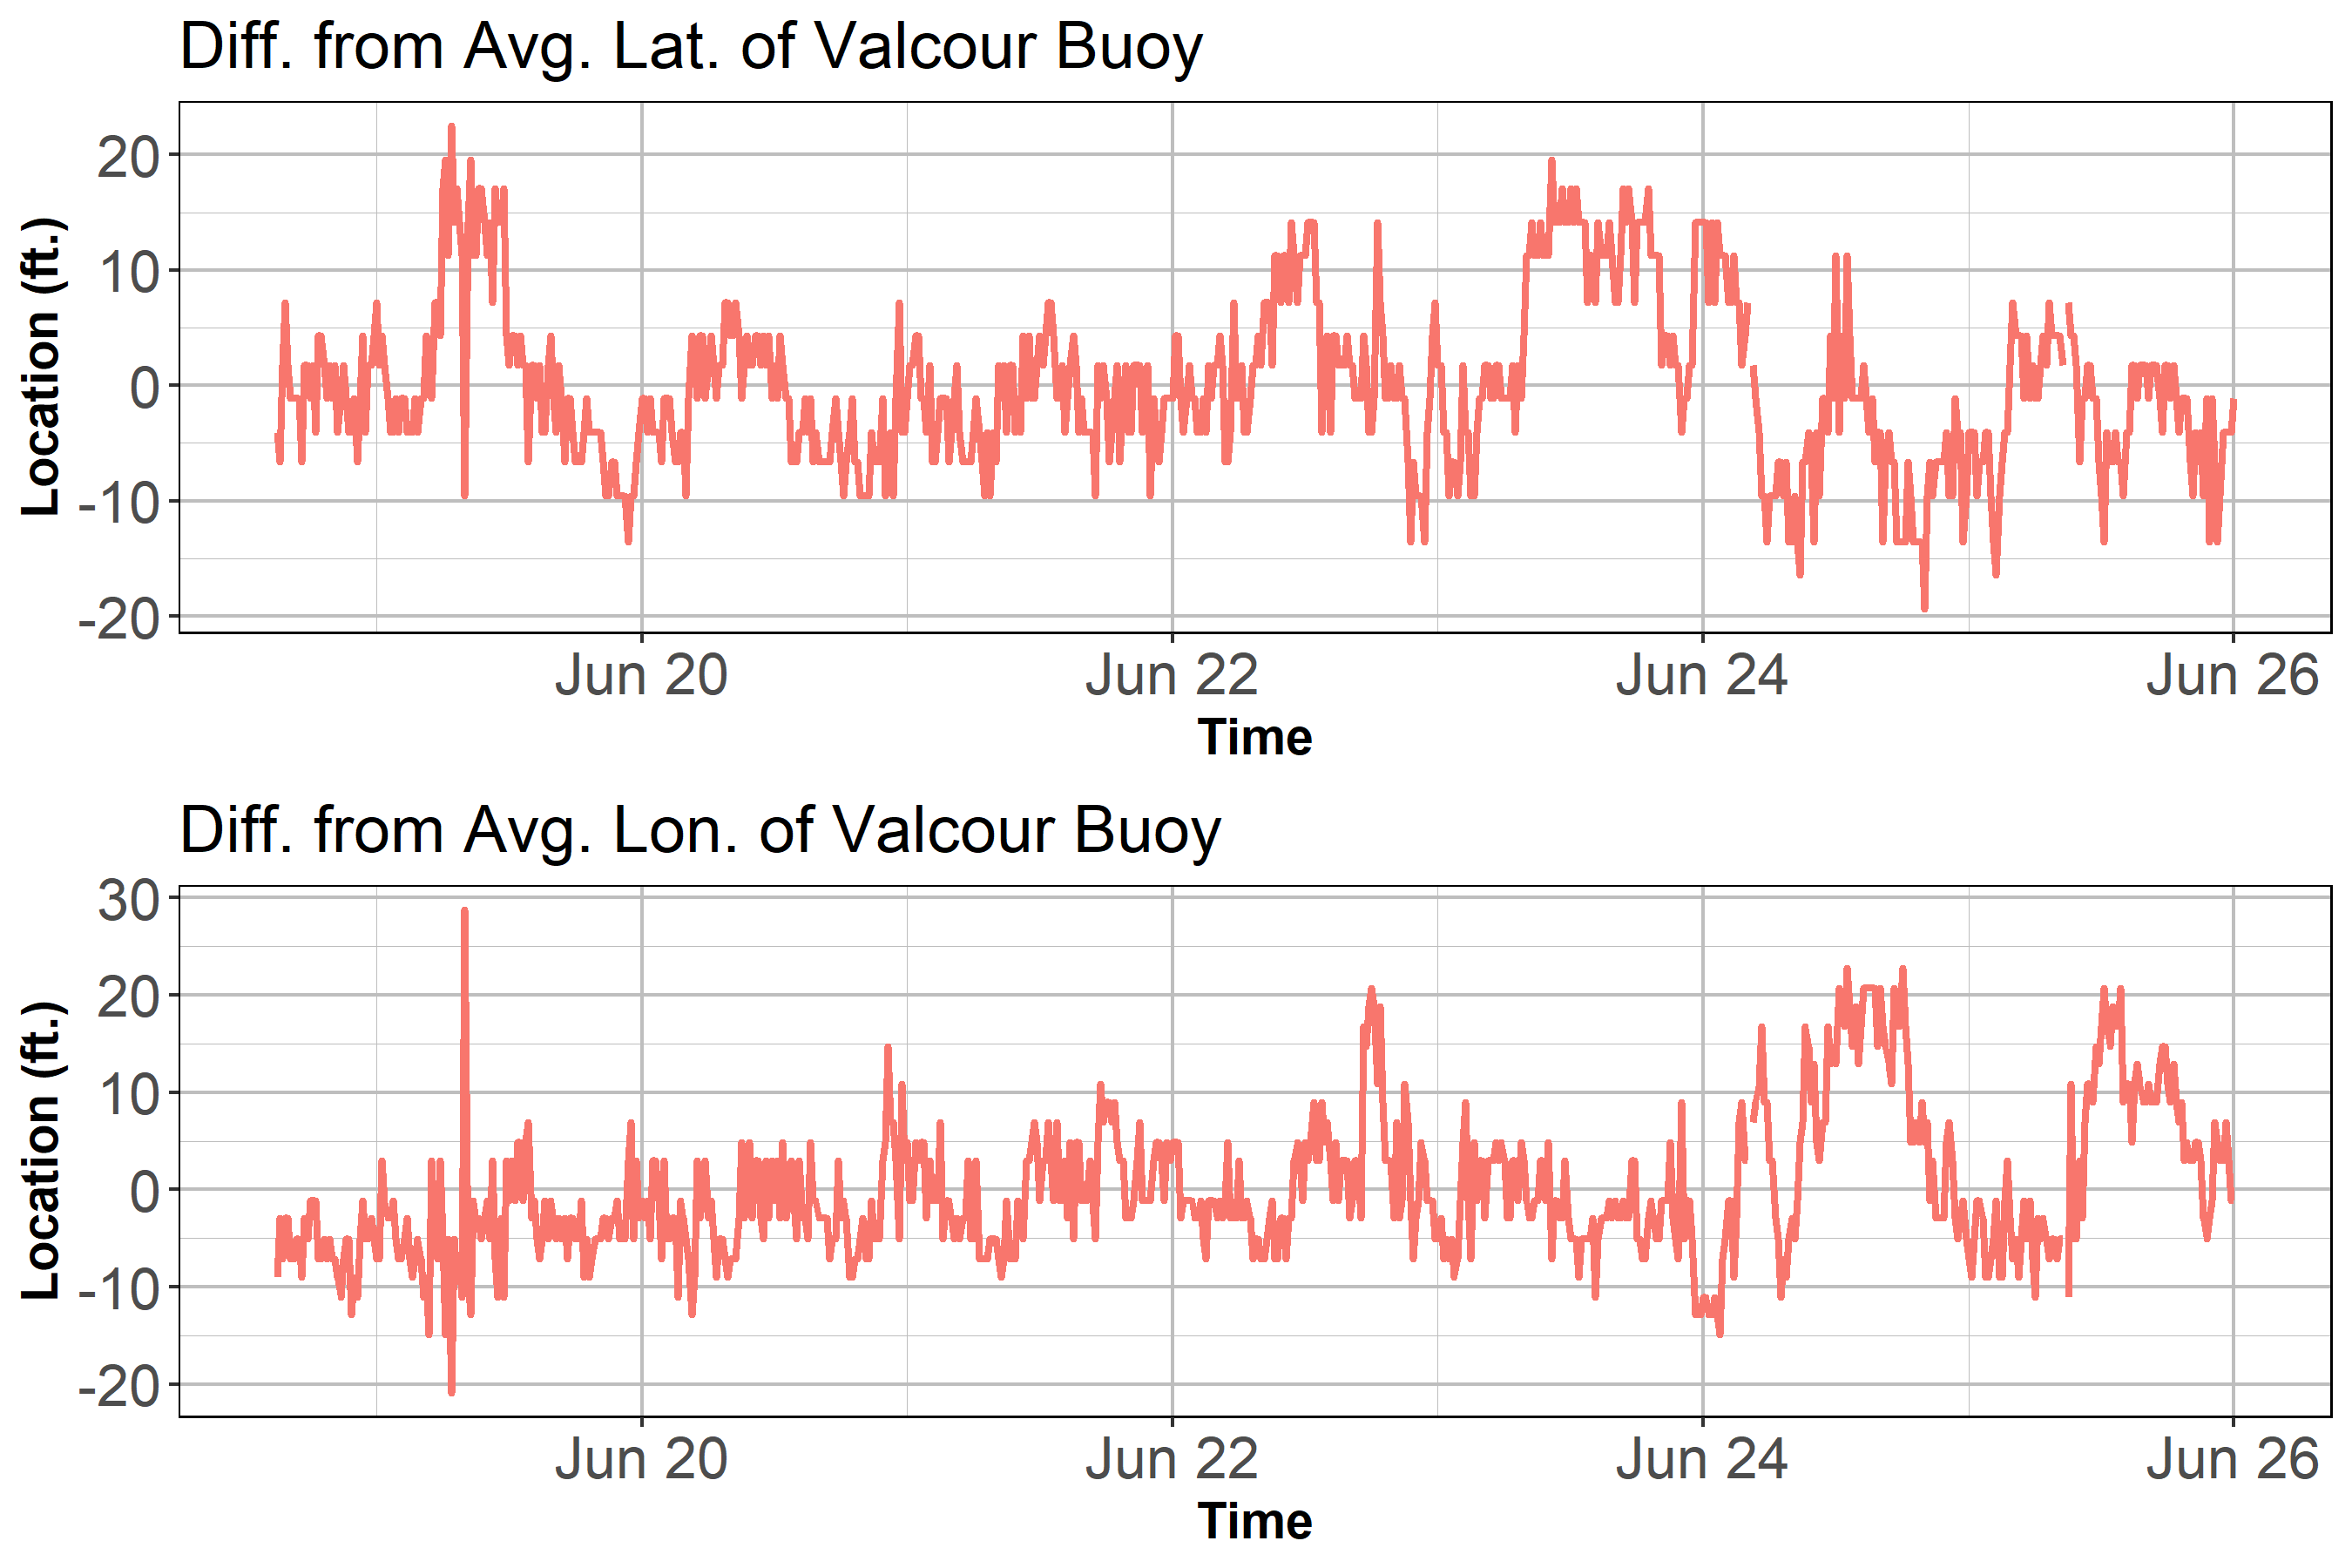 Diff. from Avg. Lat. of Valcour Buoy
Location (ft.)
20
10
0
-10
-20
Jun 20 Jun 22 Jun 24 Jun 26
Time
Diff. from Avg. Lon. of Valcour Buoy
Location (ft.)
30
20
10
0
-10
-20
Jun 20 Jun 22 Jun 24 Jun 26
Time